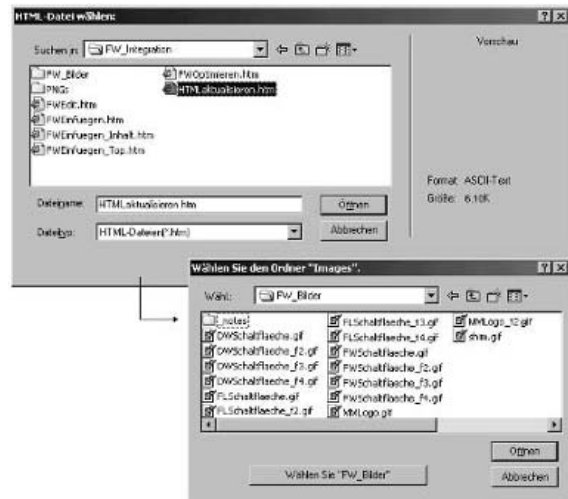 HTML-Datei wählen:
Suchen in: FW_Integration
Vorschau
FW_Bilder
PNGs
FWEdit.htm
FWEinfuegen.htm
FWEinfuegen_Inhalt.htm
FWEinfuegen_Top.htm
FWOptimieren.htm
HTMLaktualisieren.htm
Format: ASCII-Text
Größe: 6.10K
Dateiname: HTMLaktualisieren.htm
Öffnen
Dateityp: HTML-Dateien(*.htm)
Abbrechen
Wählen Sie den Ordner "Images".
Wähl: FW_Bilder
_notes
DWSchaltflaeche.gif
DWSchaltflaeche_f2.gif
DWSchaltflaeche_f3.gif
DWSchaltflaeche_f4.gif
FLSchaltflaeche.gif
FLSchaltflaeche_f2.gif
FLSchaltflaeche_f3.gif
FLSchaltflaeche_f4.gif
FWSchaltflaeche.gif
FWSchaltflaeche_f2.gif
FWSchaltflaeche_f3.gif
FWSchaltflaeche_f4.gif
MMLogo.gif
MMLogo_f2.gif
shim.gif
Öffnen
Wählen Sie "FW_Bilder"
Abbrechen